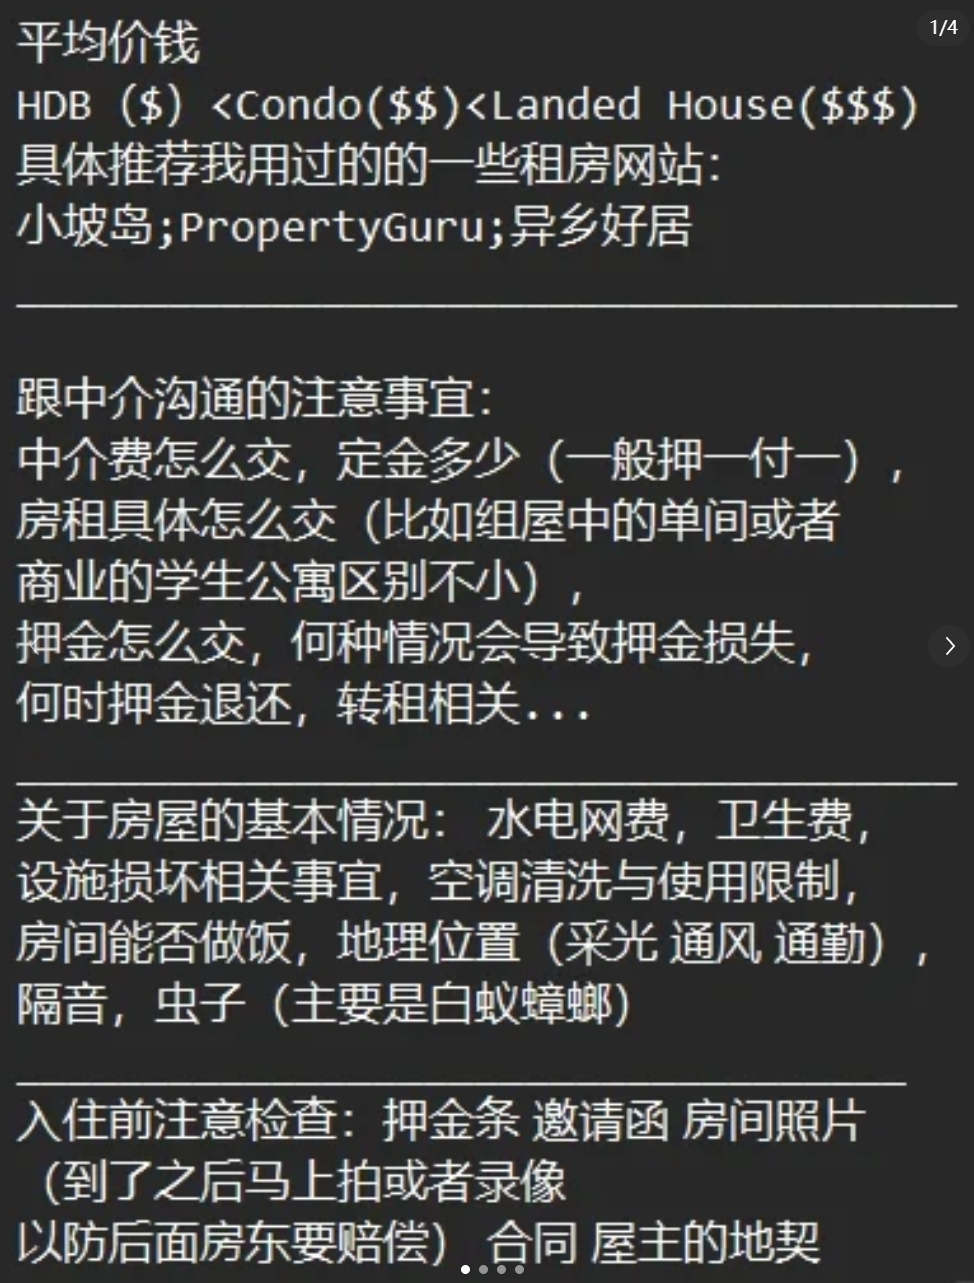 平均价钱
1/4
HDB（$）<Condo($$)<Landed House($$$)
具体推荐我用过的的一些租房网站：
小坡岛;PropertyGuru;异乡好居
跟中介沟通的注意事宜：
中介费怎么交，定金多少（一般押一付一），
房租具体怎么交（比如组屋中的单间或者
商业的学生公寓区别不小），
押金怎么交，何种情况会导致押金损失，
何时押金退还，转租相关...
关于房屋的基本情况： 水电网费，卫生费，
设施损坏相关事宜，空调清洗与使用限制，
房间能否做饭，地理位置（采光 通风 通勤），
隔音，虫子（主要是白蚁蟑螂）
入住前注意检查：押金条 邀请函 房间照片
（到了之后马上拍或者录像
以防后面房东要赔偿） 合同 屋主的地契